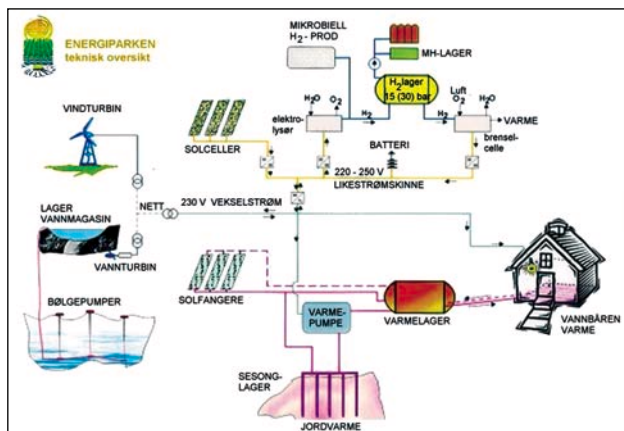 ENERGIPARKEN
teknisk oversikt
MIKROBIELL
H₂- PROD
MH-LAGER
H₂lager
15 (30) bar
Luft
H₂O
O₂
O₂
H₂O
H₂
H₂
VARME
elektro-
lysør
brensel-
celle
VINDTURBIN
SOLCELLER
BATTERI
220 - 250 V
LIKESTRØMSKINNE
LAGER
VANNMAGASIN
NETT
230 V VEKSELSTRØM
VANNTURBIN
SOLFANGERE
BØLGEPUMPER
VARME-
PUMPE
VARMELAGER
VANNBÅREN
VARME
SESONG-
LAGER
JORDVARME